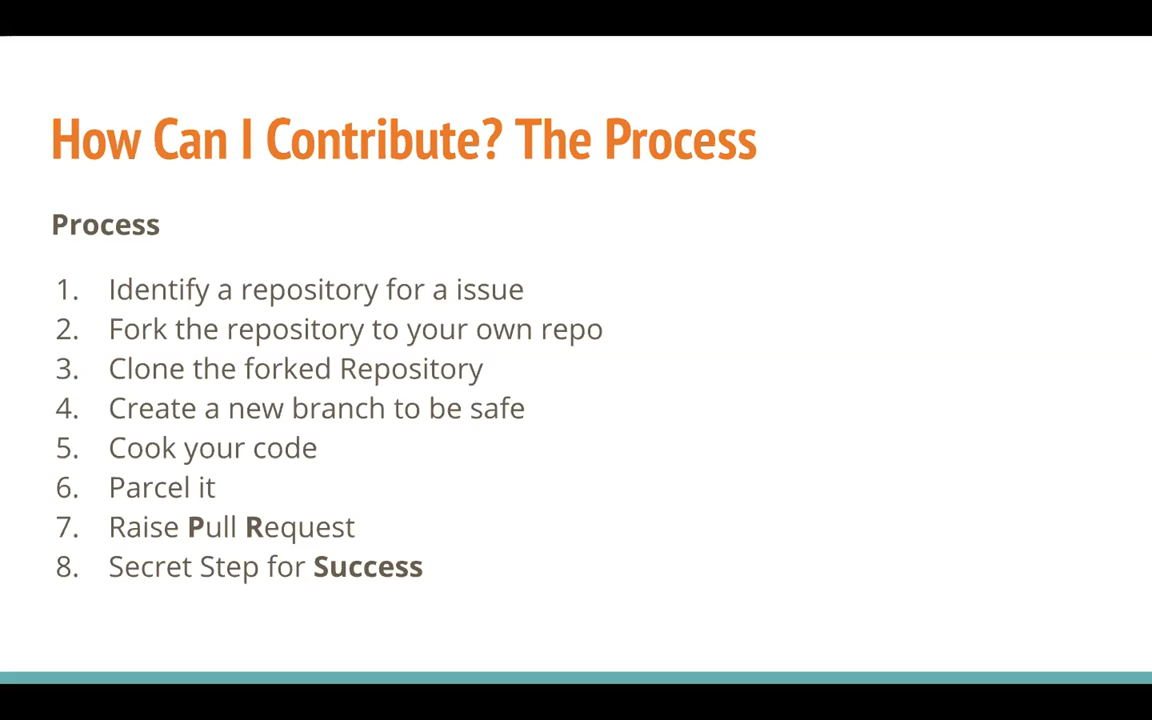 How Can I Contribute? The Process
Process
1. Identify a repository for a issue
2. Fork the repository to your own repo
3. Clone the forked Repository
4. Create a new branch to be safe
5. Cook your code
6. Parcel it
7. Raise Pull Request
8. Secret Step for Success